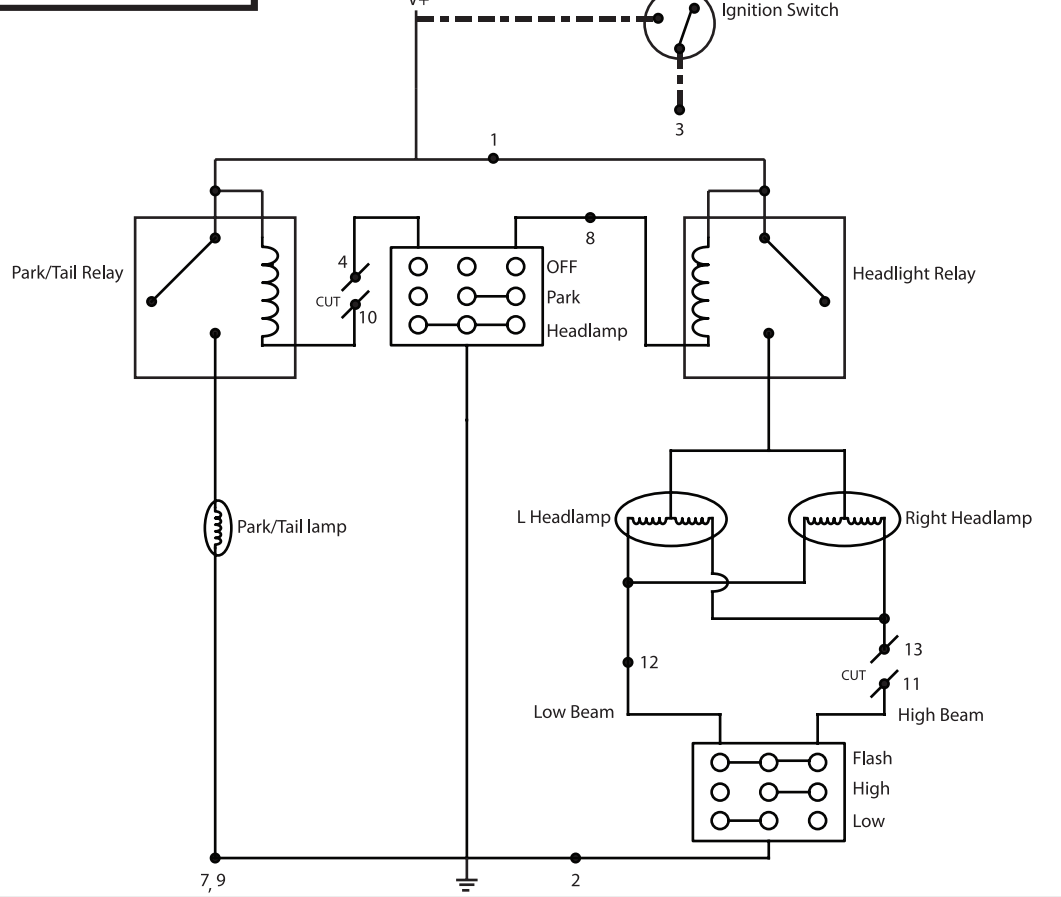 V+
Ignition Switch
3
1
8
4
CUT
10
OFF
Park
Headlamp
Park/Tail Relay
Headlight Relay
L Headlamp
Right Headlamp
Park/Tail lamp
12
13
CUT
11
Low Beam
High Beam
Flash
High
Low
7, 9
2